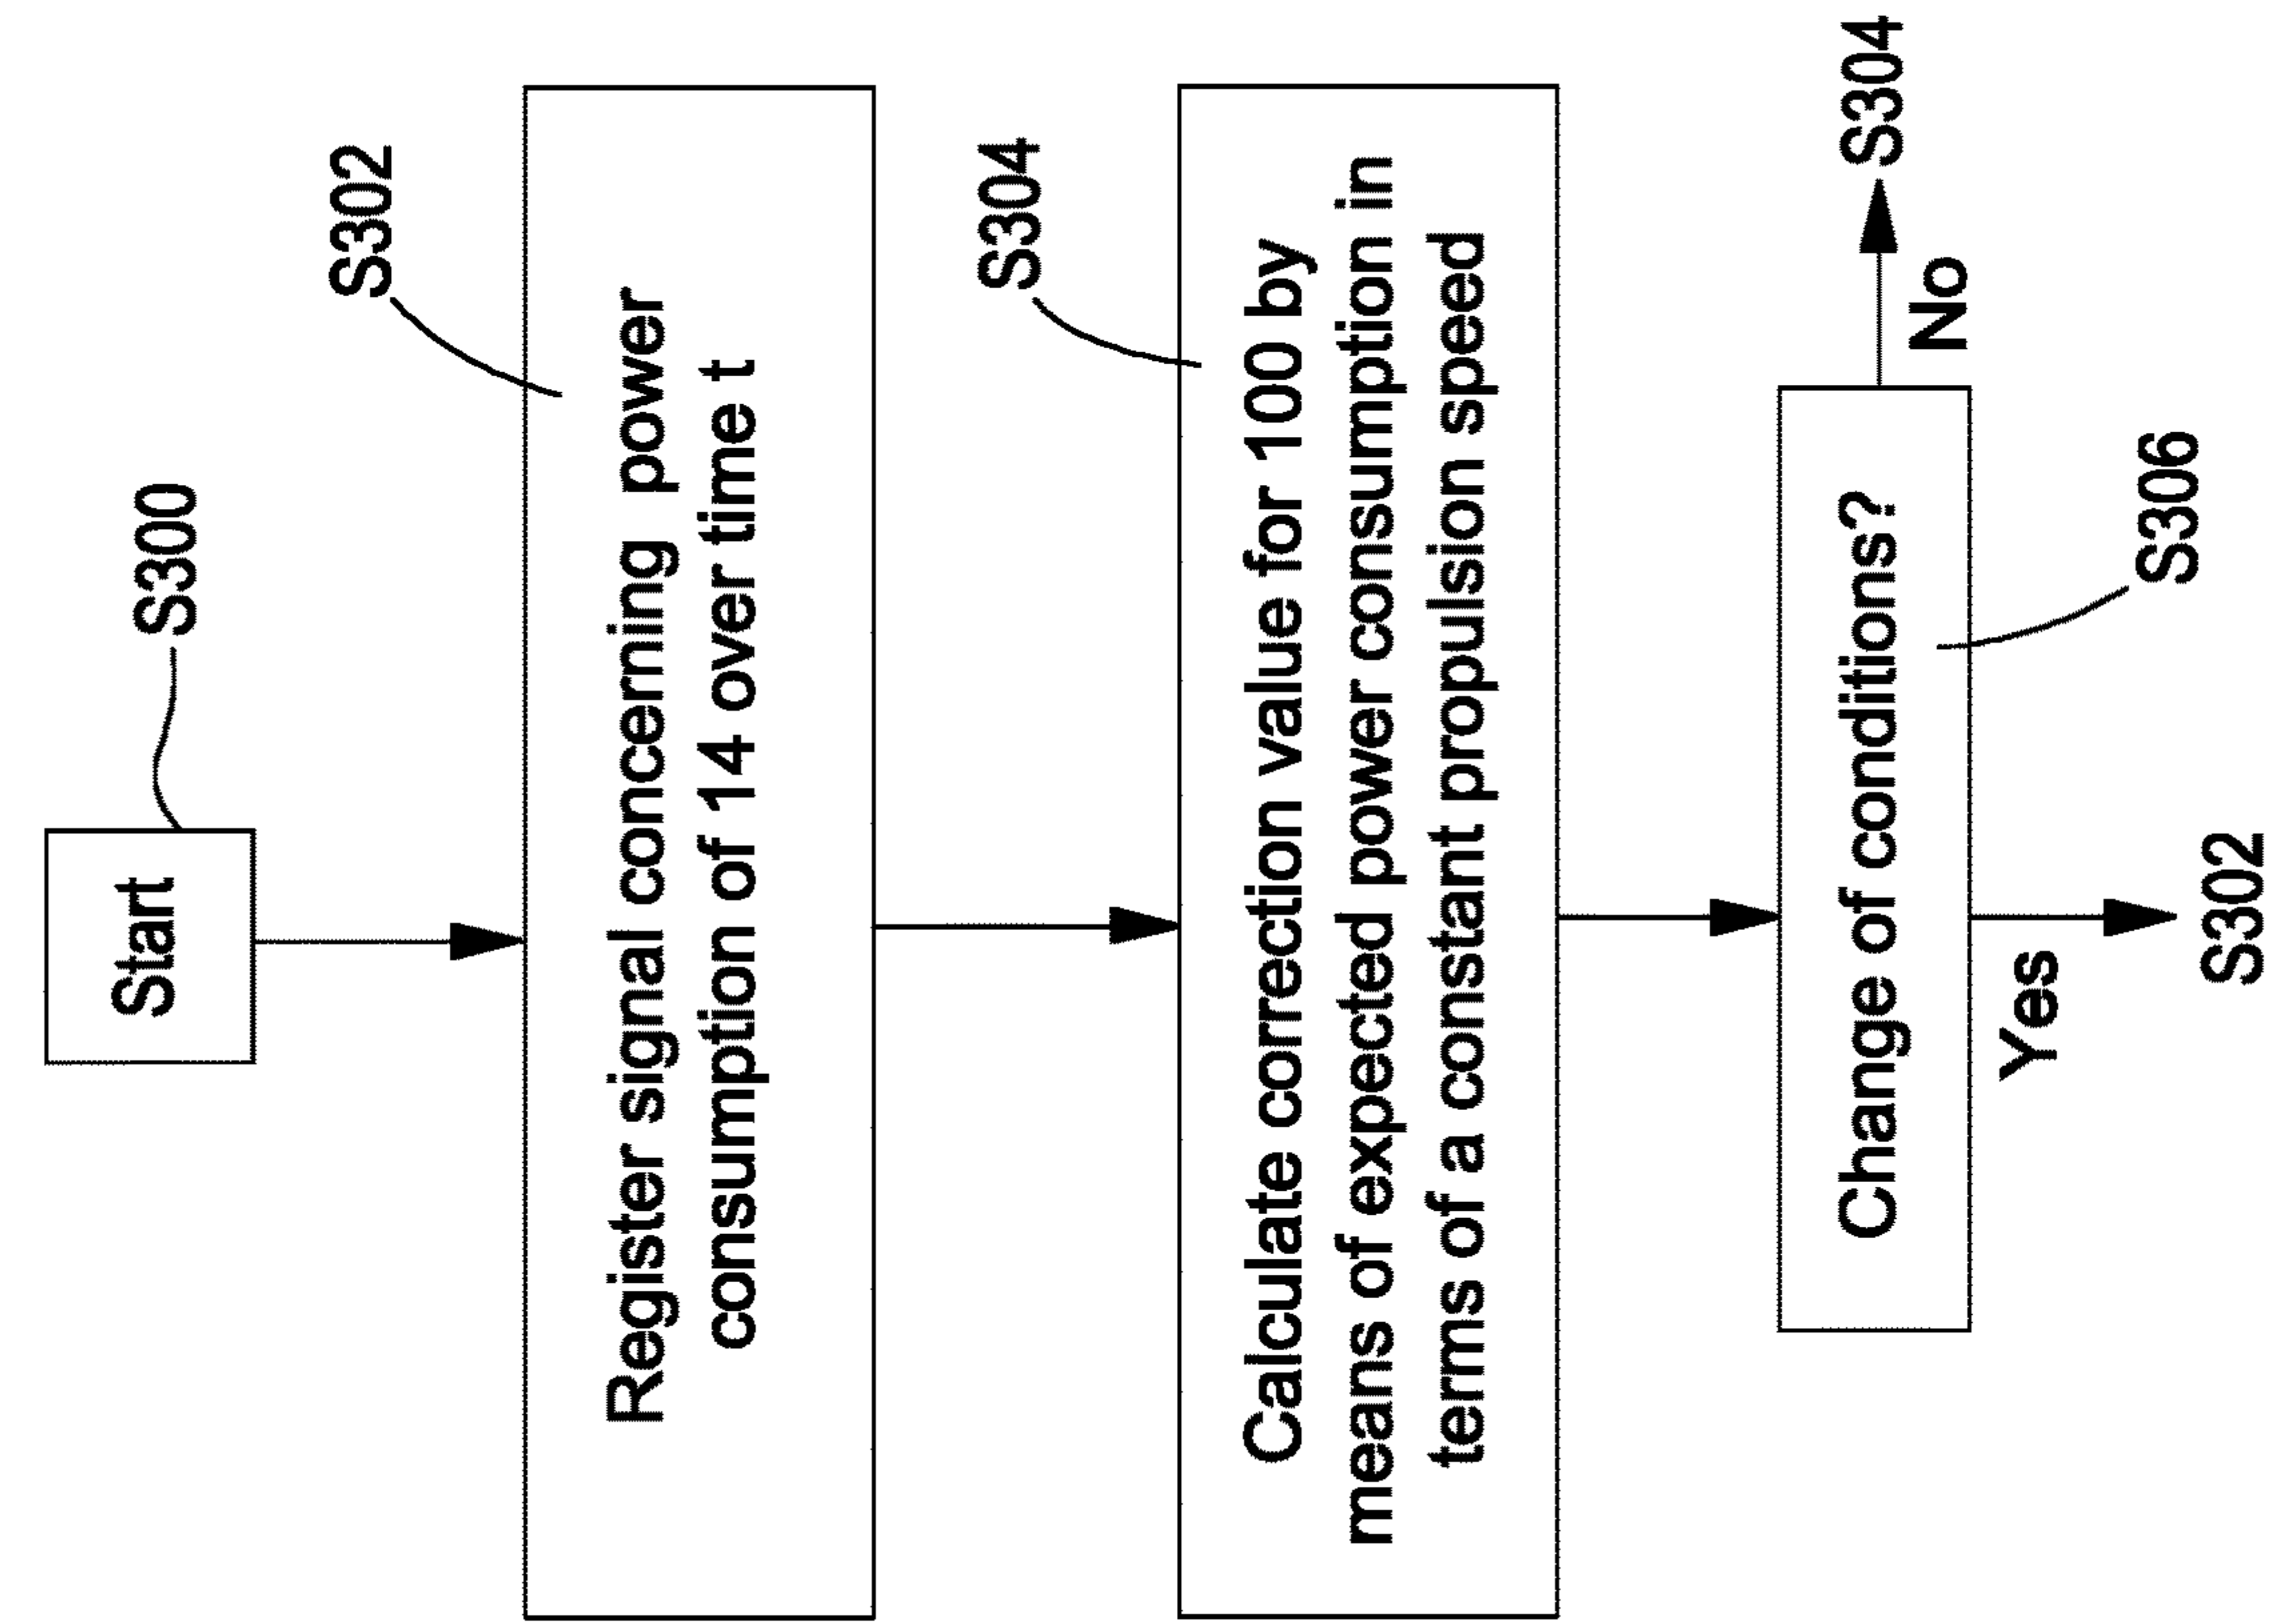 Start
S300
Register signal concerning power
consumption of 14 over time t
S302
Calculate correction value for 100 by
means of expected power consumption in
terms of a constant propulsion speed
S304
Change of conditions?
S306
No
S304
Yes
S302